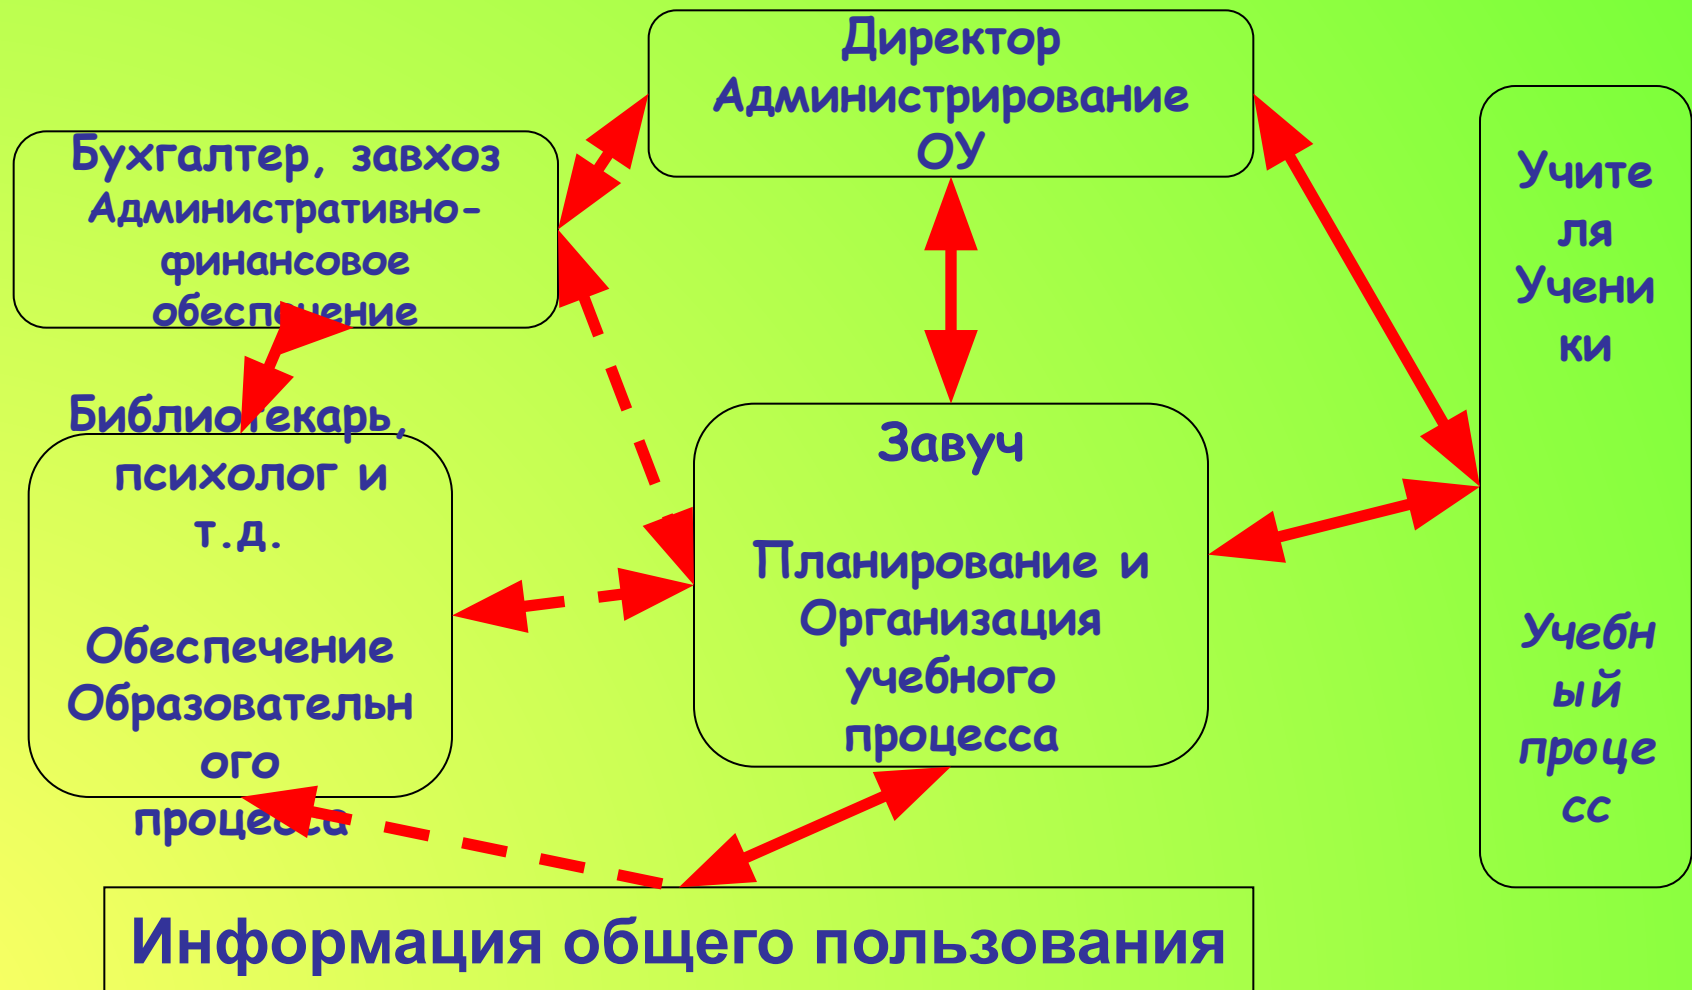 Директор
Администрирование
ОУ
Бухгалтер, завхоз
Административно-
финансовое
обеспечение
Учите
ля
Учени
ки
Учебн
ый
проце
сс
Библиотекарь,
психолог и
т.д.
Обеспечение
Образовательн
ого
процесса
Завуч
Планирование и
Организация
учебного
процесса
Информация общего пользования